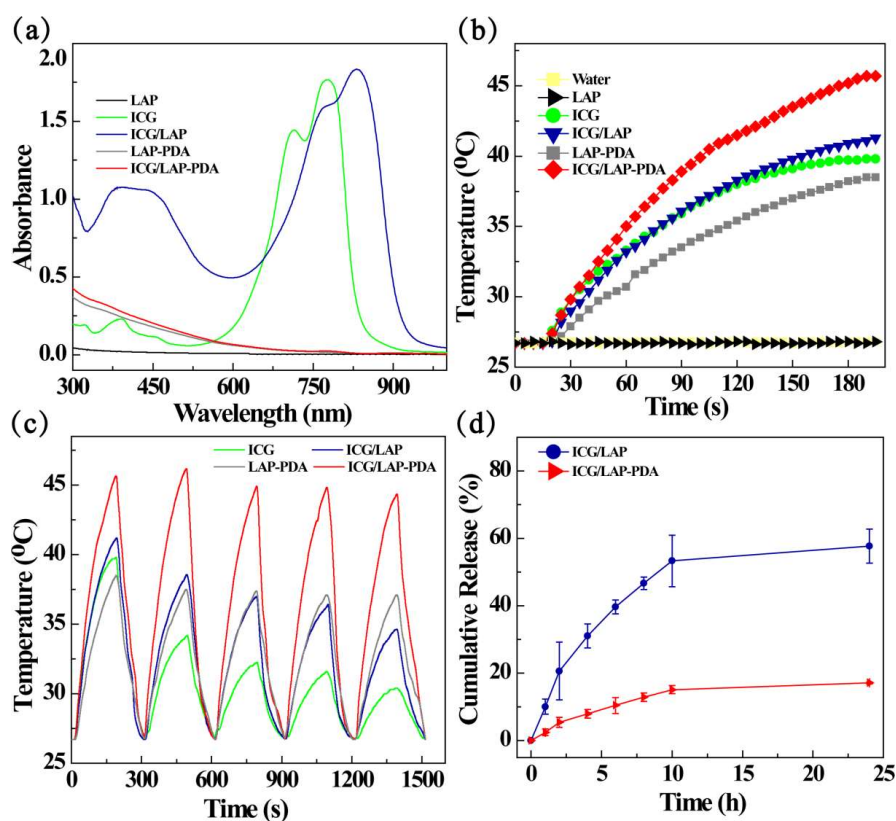 (a)
2.0
1.5
1.0
0.5
0.0
Absorbance
LAP
ICG
ICG/LAP
LAP-PDA
ICG/LAP-PDA
300 450 600 750 900
Wavelength (nm)
(b)
45
40
35
30
25
Temperature (⁰C)
Water
LAP
ICG
ICG/LAP
LAP-PDA
ICG/LAP-PDA
0 30 60 90 120 150 180
Time (s)
(c)
ICG ICG/LAP
LAP-PDA ICG/LAP-PDA
45
40
35
30
25
Temperature (⁰C)
0 300 600 900 1200 1500
Time (s)
(d)
ICG/LAP
ICG/LAP-PDA
80
60
40
20
0
Cumulative Release (%)
0 5 10 15 20 25
Time (h)